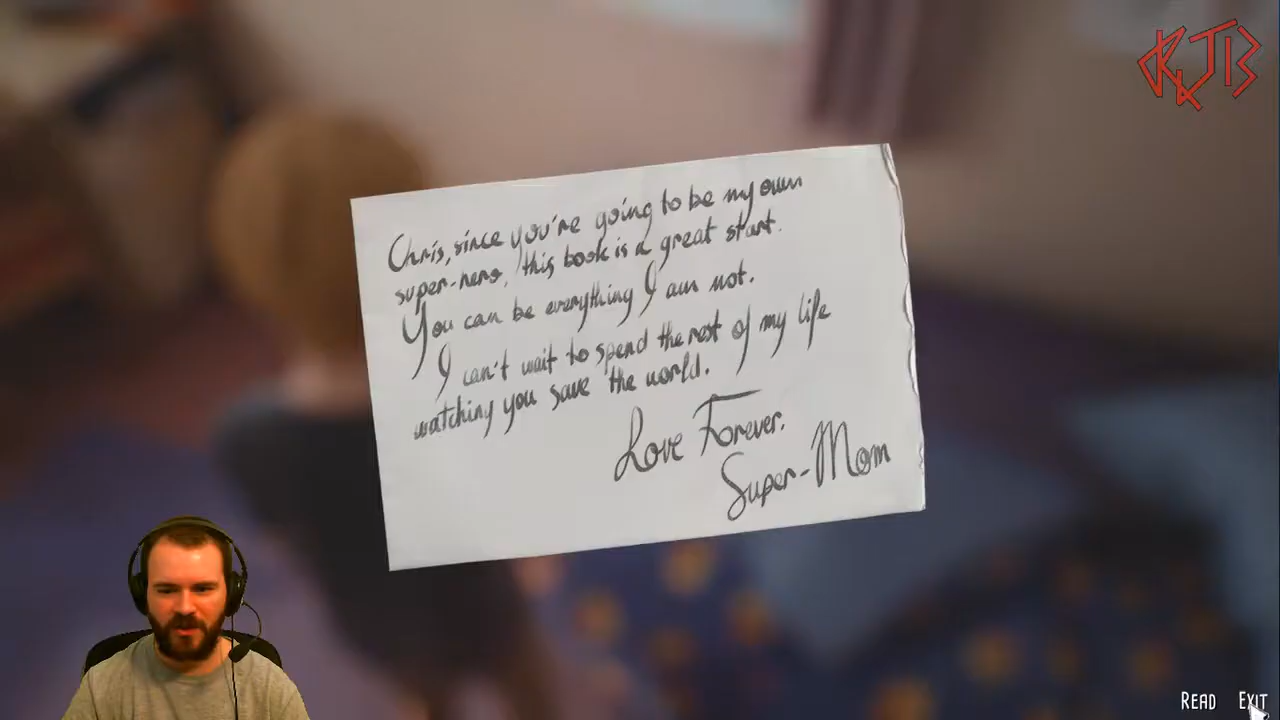 Chris, since you're going to be my own
super-hero, this book is a great start.
You can be everything I am not.
I can't wait to spend the rest of my life
watching you save the world.
Love Forever.
Super-Mom
READ EXIT